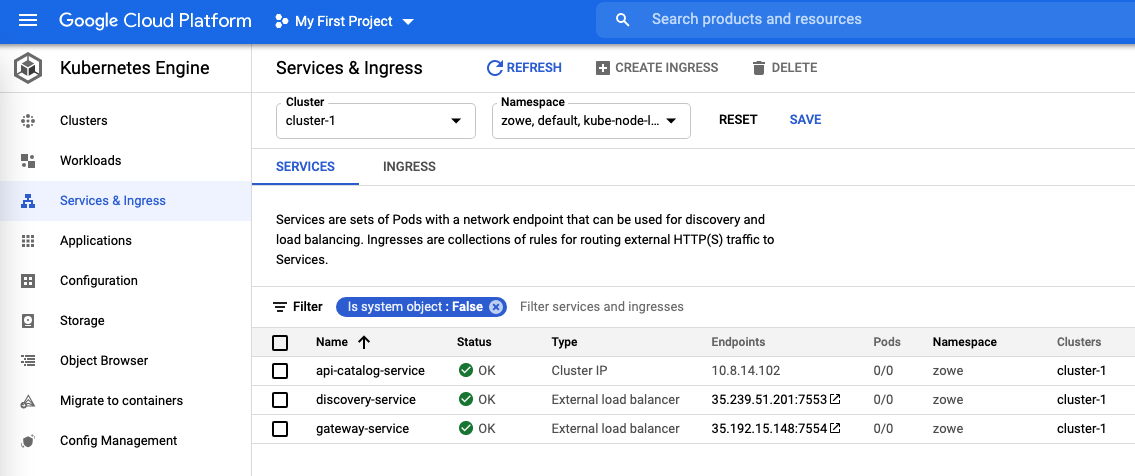 Google Cloud Platform
My First Project
Search products and resources
Kubernetes Engine
Services & Ingress
REFRESH
CREATE INGRESS
DELETE
Clusters
Workloads
Services & Ingress
Applications
Configuration
Storage
Object Browser
Migrate to containers
Config Management
Cluster
cluster-1
Namespace
zowe, default, kube-node-l...
RESET
SAVE
SERVICES
INGRESS
Services are sets of Pods with a network endpoint that can be used for discovery and
load balancing. Ingresses are collections of rules for routing external HTTP(S) traffic to
Services.
Filter
Is system object : False
Filter services and ingresses
Name Status Type Endpoints Pods Namespace Clusters
api-catalog-service OK Cluster IP 10.8.14.102 0/0 zowe cluster-1
discovery-service OK External load balancer 35.239.51.201:7553 0/0 zowe cluster-1
gateway-service OK External load balancer 35.192.15.148:7554 0/0 zowe cluster-1